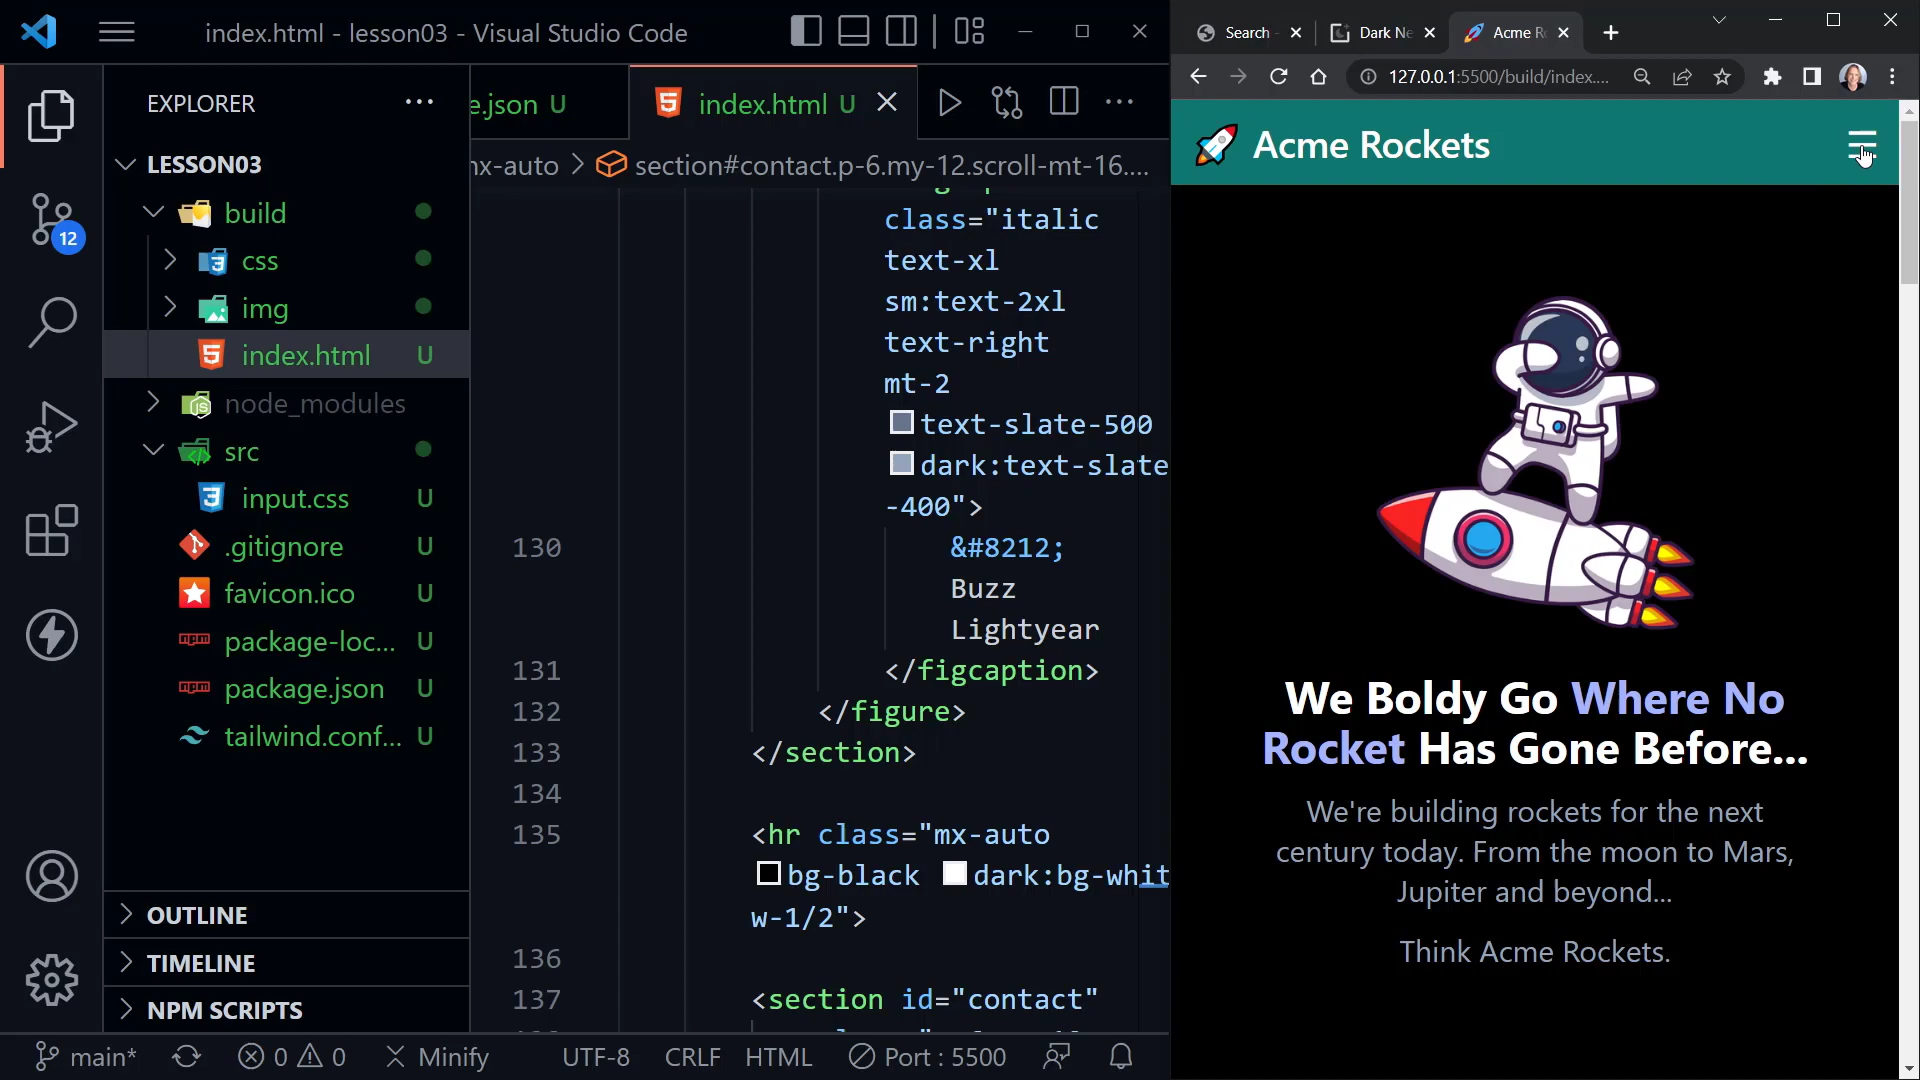 index.html - lesson03 - Visual Studio Code
EXPLORER
LESSON03
build
css
img
index.html U
node_modules
src
input.css U
.gitignore U
favicon.ico U
package-loc... U
package.json U
tailwind.conf... U
OUTLINE
TIMELINE
NPM SCRIPTS
12
e.json U
index.html U
nx-auto > section#contact.p-6.my-12.scroll-mt-16....
class="italic
text-xl
sm:text-2xl
text-right
mt-2
text-slate-500
dark:text-slate
-400">
130 &#8212;
Buzz
Lightyear
131 </figcaption>
132 </figure>
133 </section>
134
135 <hr class="mx-auto
bg-black dark:bg-whit
w-1/2">
136
137 <section id="contact"
main*
0 0
Minify
UTF-8
CRLF
HTML
Port : 5500
Search -
Dark Ne
Acme R
127.0.0.1:5500/build/index....
Acme Rockets
We Boldy Go Where No
Rocket Has Gone Before...
We're building rockets for the next
century today. From the moon to Mars,
Jupiter and beyond...
Think Acme Rockets.